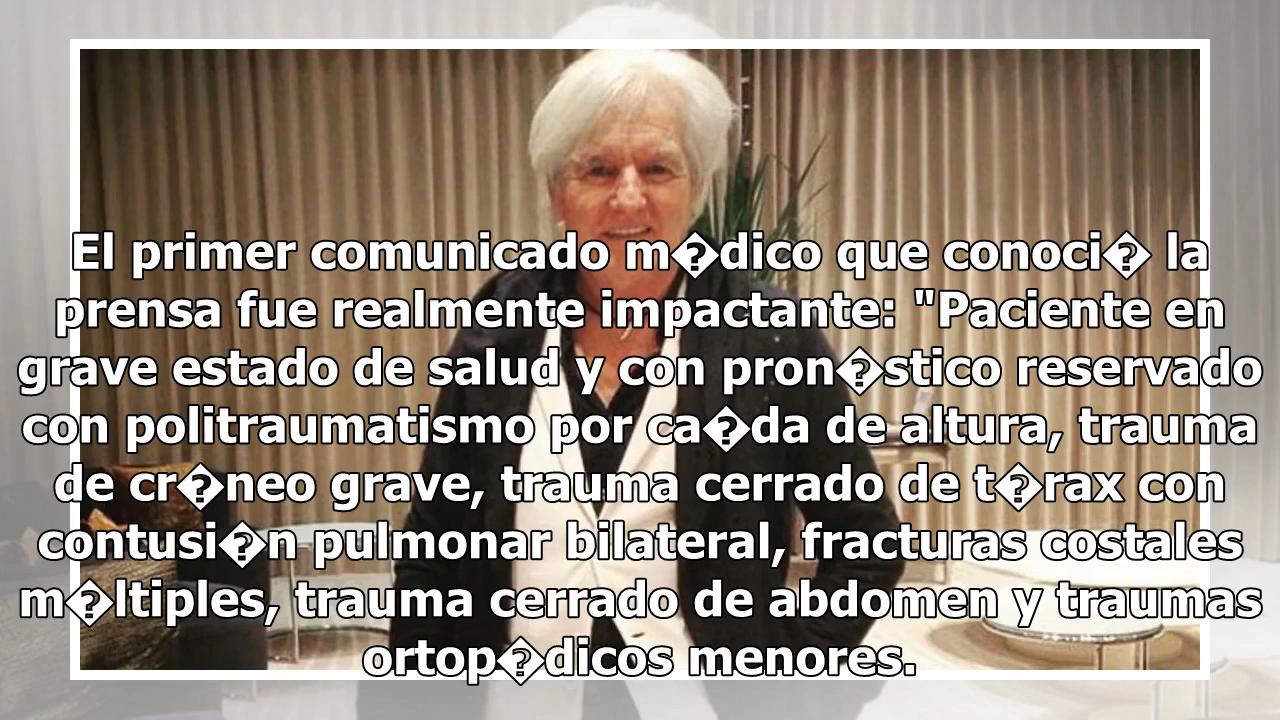 El primer comunicado m�dico que conoci� la
prensa fue realmente impactante: "Paciente en
grave estado de salud y con pron�stico reservado
con politraumatismo por ca�da de altura, trauma
de cr�neo grave, trauma cerrado de t�rax con
contusi�n pulmonar bilateral, fracturas costales
m�ltiples, trauma cerrado de abdomen y traumas
ortop�dicos menores.